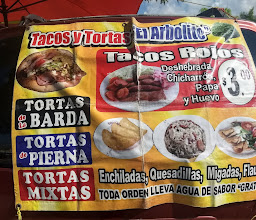 Tacos y Tortas "El Arbolito"
Tacos Rojos
Deshebrada,
Chicharrón,
Papa
y Huevo
$3.00
TORTAS
de la
BARDA
TORTAS
de
PIERNA
TORTAS
MIXTAS
Enchiladas, Quesadillas, Migadas, Flau
TODA ORDEN LLEVA AGUA DE SABOR *GRAT